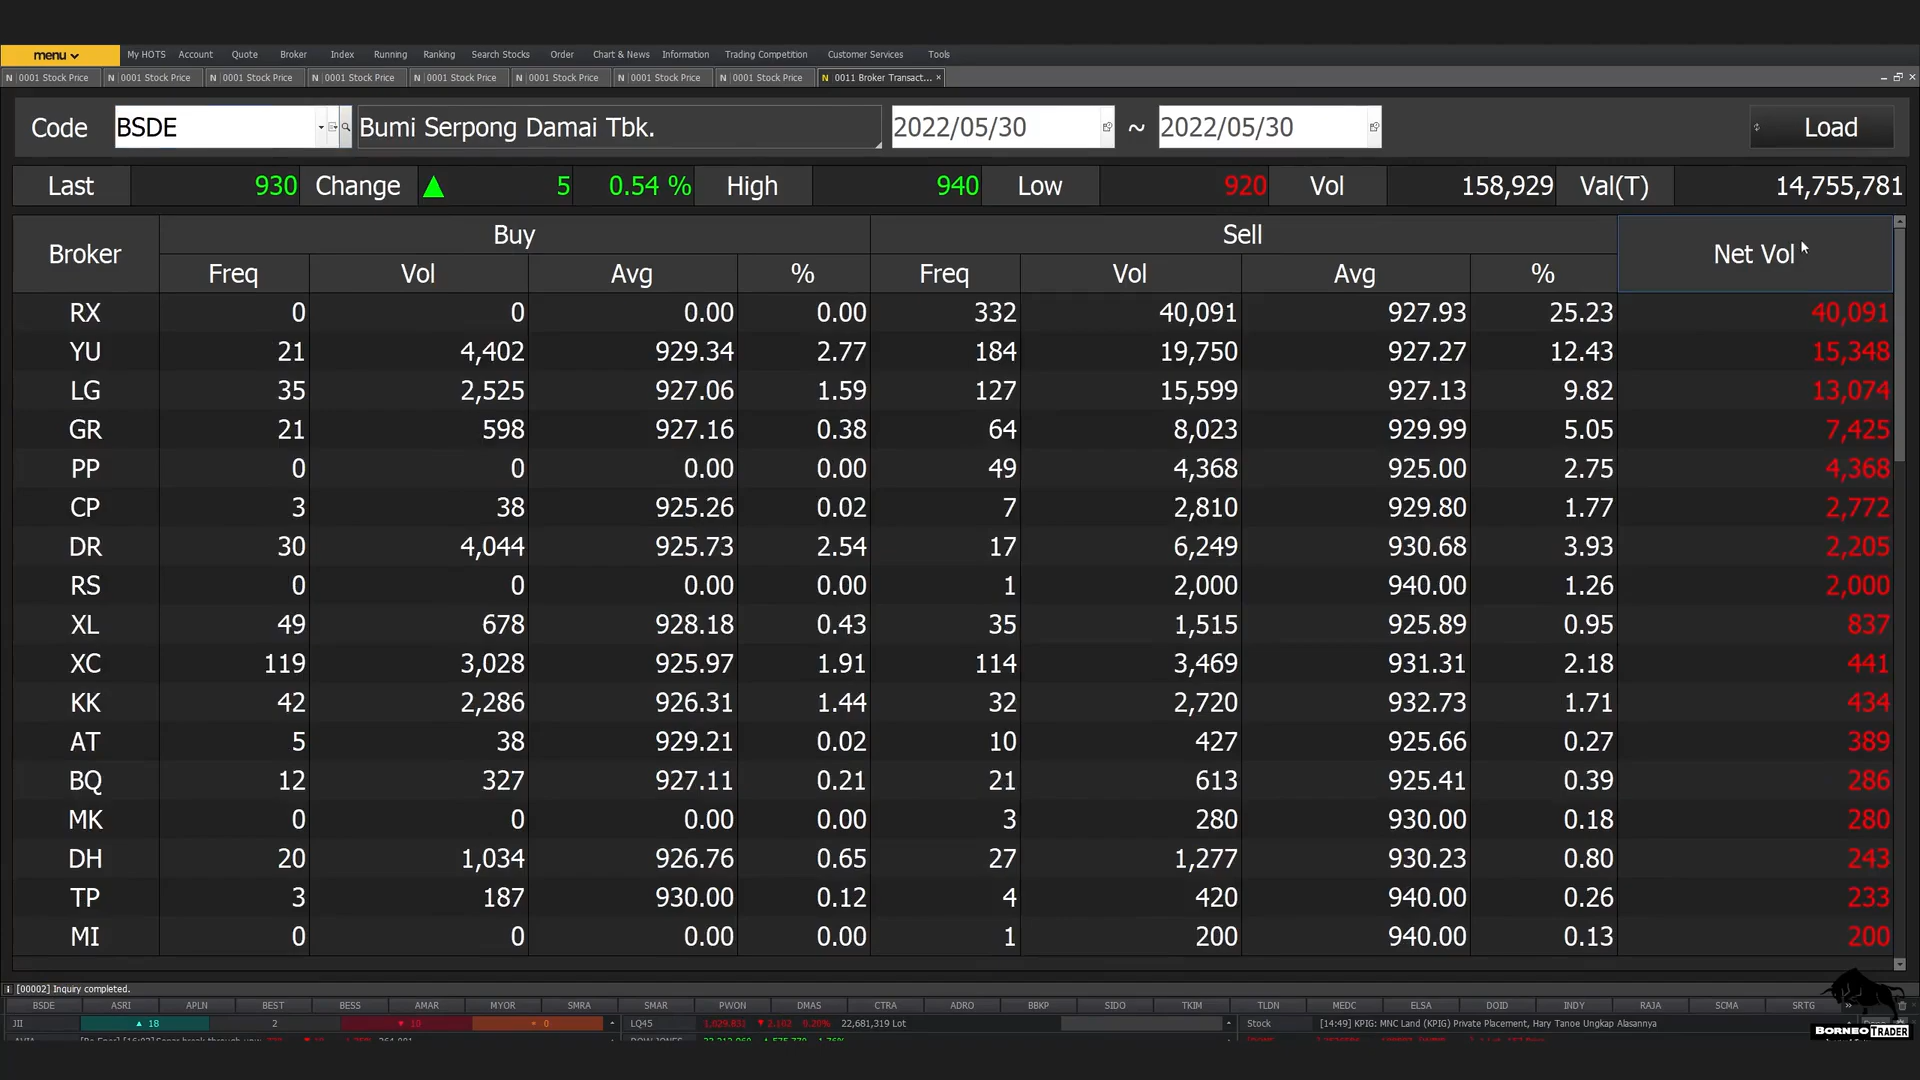 menu My HOTS Account Quote Broker Index Running Ranking Search Stocks Order Chart & News Information Trading Competition Customer Services Tools
N 0001 Stock Price N 0001 Stock Price N 0001 Stock Price N 0001 Stock Price N 0001 Stock Price N 0001 Stock Price N 0001 Stock Price N 0001 Stock Price N 0011 Broker Transact... ×
Code BSDE Bumi Serpong Damai Tbk. 2022/05/30 ~ 2022/05/30 Load
Last 930 Change ▲ 5 0.54 % High 940 Low 920 Vol 158,929 Val(T) 14,755,781
Broker Buy Sell Net Vol
Freq Vol Avg % Freq Vol Avg %
RX 0 0 0.00 0.00 332 40,091 927.93 25.23 40,091
YU 21 4,402 929.34 2.77 184 19,750 927.27 12.43 15,348
LG 35 2,525 927.06 1.59 127 15,599 927.13 9.82 13,074
GR 21 598 927.16 0.38 64 8,023 929.99 5.05 7,425
PP 0 0 0.00 0.00 49 4,368 925.00 2.75 4,368
CP 3 38 925.26 0.02 7 2,810 929.80 1.77 2,772
DR 30 4,044 925.73 2.54 17 6,249 930.68 3.93 2,205
RS 0 0 0.00 0.00 1 2,000 940.00 1.26 2,000
XL 49 678 928.18 0.43 35 1,515 925.89 0.95 837
XC 119 3,028 925.97 1.91 114 3,469 931.31 2.18 441
KK 42 2,286 926.31 1.44 32 2,720 932.73 1.71 434
AT 5 38 929.21 0.02 10 427 925.66 0.27 389
BQ 12 327 927.11 0.21 21 613 925.41 0.39 286
MK 0 0 0.00 0.00 3 280 930.00 0.18 280
DH 20 1,034 926.76 0.65 27 1,277 930.23 0.80 243
TP 3 187 930.00 0.12 4 420 940.00 0.26 233
MI 0 0 0.00 0.00 1 200 940.00 0.13 200
[00002] Inquiry completed.
BSDE ASRI APLN BEST BESS AMAR MYOR SMRA SMAR PWON DMAS CTRA ADRO BBKP SIDO TKIM TLDN MEDC ELSA DOID INDY RAJA SCMA SRTG
JII ▲ 18 2 ▼ 10 0 LQ45 1,029.831 ▼ 2.102 0.20% 22,681,319 Lot Stock [14:49] KPIG: MNC Land (KPIG) Private Placement, Hary Tanoe Ungkap Alasannya
BORNEO TRADER